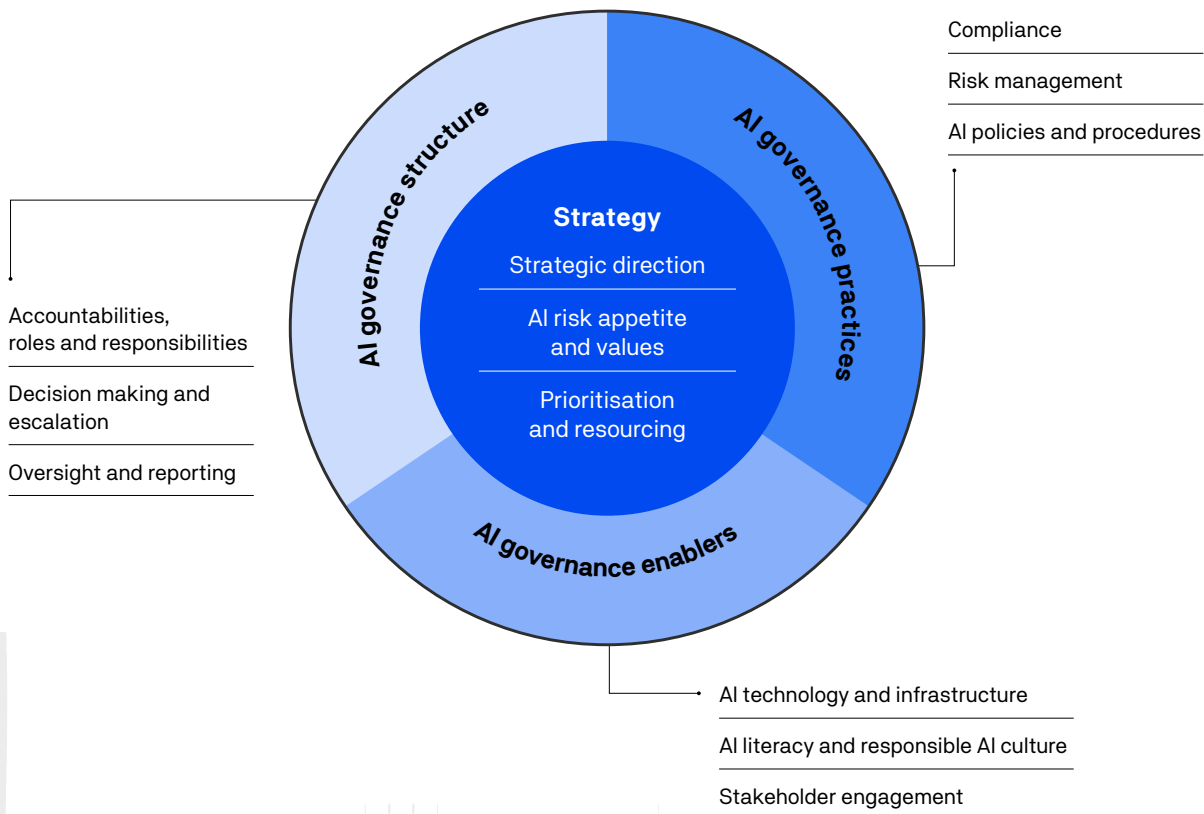 Compliance
Risk management
AI policies and procedures
AI governance structure
AI governance practices
Strategy
Strategic direction
AI risk appetite
and values
Prioritisation
and resourcing
Accountabilities,
roles and responsibilities
Decision making and
escalation
Oversight and reporting
AI governance enablers
AI technology and infrastructure
AI literacy and responsible AI culture
Stakeholder engagement